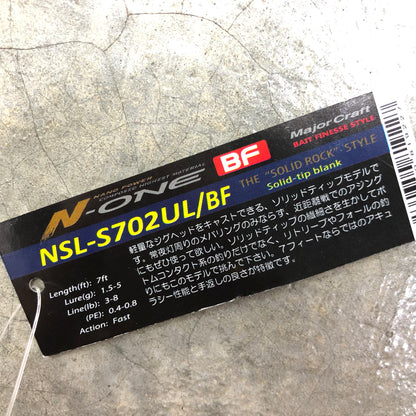 Major Craft
BAIT FINESSE STYLE
NANO POWER
COMPOSITE HIGHEST MATERIAL
N-ONE BF THE "SOLID ROCK" STYLE
NSL-S702UL/BF Solid-tip blank
Length(ft): 7ft
Lure(g): 1.5-5
Line(lb): 3-8
(PE): 0.4-0.8
Action: Fast
軽量なジグヘッドをキャストできる、ソリッドティップモデルで
す。常夜灯周りのメバリングのみならず、近距離戦でのアジング
にもぜひ使って欲しい。ソリッドティップの繊細さを生かしてボ
トムコンタクト系の釣りだけでなく、リトリーブやフォールの釣
りにもこのモデルで挑んで下さい。7フィートならではのアキュ
ラシー性能と手返しの良さが特徴です。